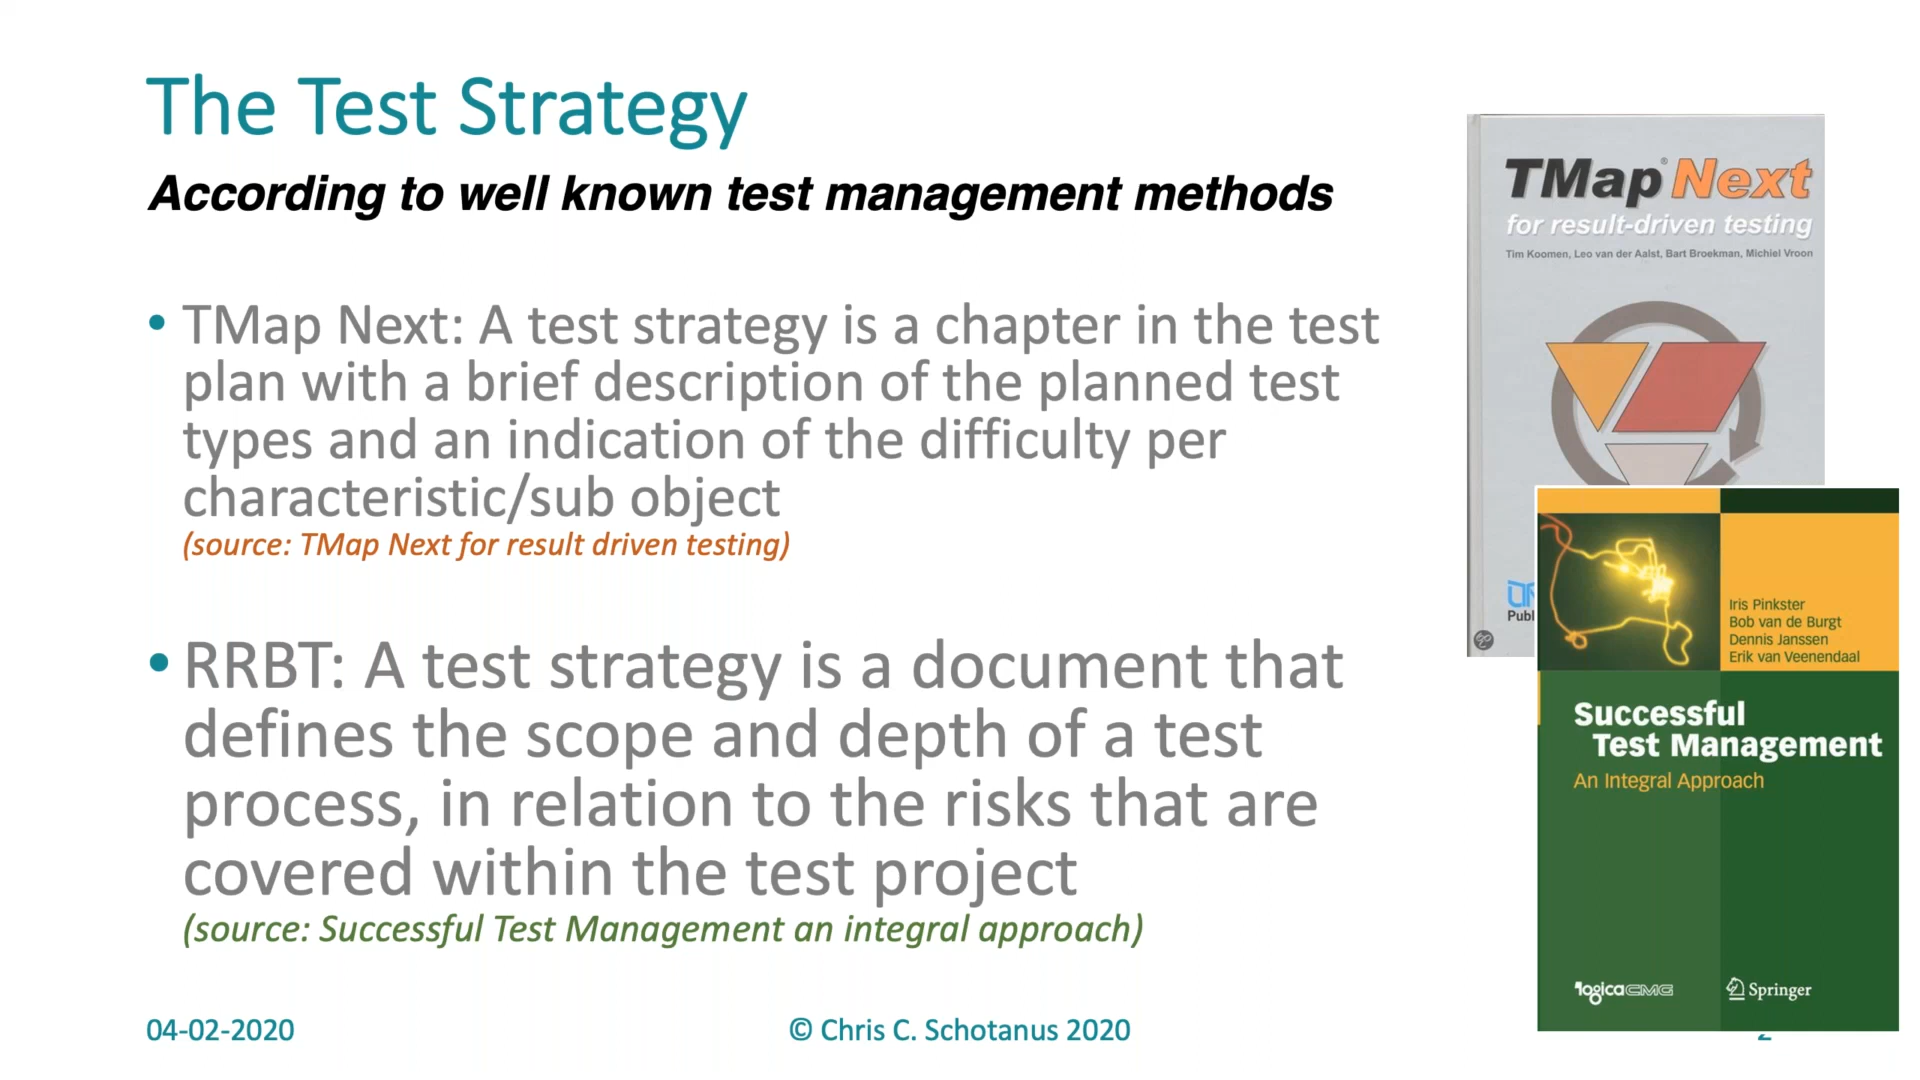 The Test Strategy
According to well known test management methods
• TMap Next: A test strategy is a chapter in the test
plan with a brief description of the planned test
types and an indication of the difficulty per
characteristic/sub object
(source: TMap Next for result driven testing)
• RRBT: A test strategy is a document that
defines the scope and depth of a test
process, in relation to the risks that are
covered within the test project
(source: Successful Test Management an integral approach)
TMap® Next
for result-driven testing
Tim Koomen, Leo van der Aalst, Bart Broekman, Michiel Vroon
Publ
Iris Pinkster
Bob van de Burgt
Dennis Janssen
Erik van Veenendaal
Successful
Test Management
An Integral Approach
logicaCMG
Springer
04-02-2020
© Chris C. Schotanus 2020